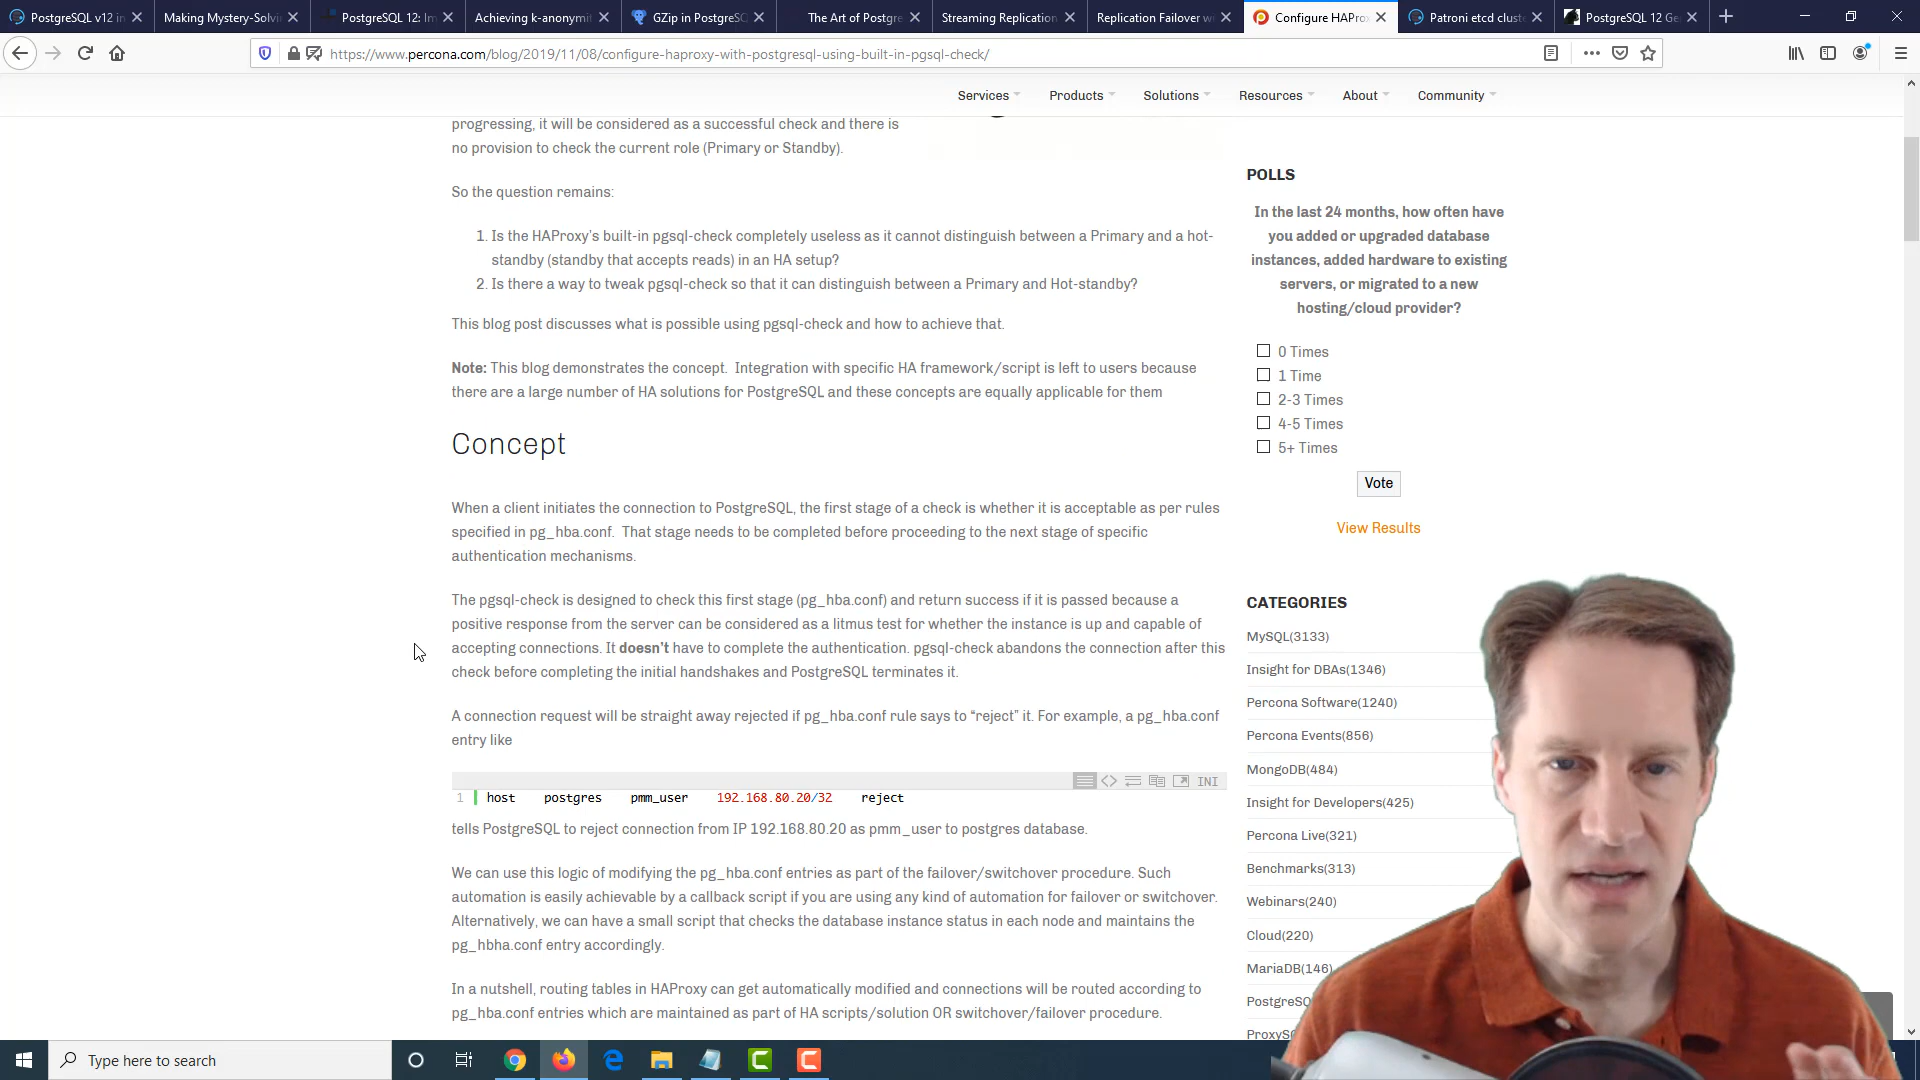 PostgreSQL v12 in
Making Mystery-Solvi
PostgreSQL 12: Im
Achieving k-anonymit
GZip in PostgreSQ
The Art of Postgre
Streaming Replication
Replication Failover w
Configure HAPro
Patroni etcd clust
PostgreSQL 12 Ge
https://www.percona.com/blog/2019/11/08/configure-haproxy-with-postgresql-using-built-in-pgsql-check/
Services
Products
Solutions
Resources
About
Community
progressing, it will be considered as a successful check and there is
no provision to check the current role (Primary or Standby).
So the question remains:
1. Is the HAProxy's built-in pgsql-check completely useless as it cannot distinguish between a Primary and a hot-
standby (standby that accepts reads) in an HA setup?
2. Is there a way to tweak pgsql-check so that it can distinguish between a Primary and Hot-standby?
This blog post discusses what is possible using pgsql-check and how to achieve that.
Note: This blog demonstrates the concept. Integration with specific HA framework/script is left to users because
there are a large number of HA solutions for PostgreSQL and these concepts are equally applicable for them
Concept
When a client initiates the connection to PostgreSQL, the first stage of a check is whether it is acceptable as per rules
specified in pg_hba.conf. That stage needs to be completed before proceeding to the next stage of specific
authentication mechanisms.
The pgsql-check is designed to check this first stage (pg_hba.conf) and return success if it is passed because a
positive response from the server can be considered as a litmus test for whether the instance is up and capable of
accepting connections. It doesn't have to complete the authentication. pgsql-check abandons the connection after this
check before completing the initial handshakes and PostgreSQL terminates it.
A connection request will be straight away rejected if pg_hba.conf rule says to "reject" it. For example, a pg_hba.conf
entry like
INI
1 host postgres pmm_user 192.168.80.20/32 reject
tells PostgreSQL to reject connection from IP 192.168.80.20 as pmm_user to postgres database.
We can use this logic of modifying the pg_hba.conf entries as part of the failover/switchover procedure. Such
automation is easily achievable by a callback script if you are using any kind of automation for failover or switchover.
Alternatively, we can have a small script that checks the database instance status in each node and maintains the
pg_hbha.conf entry accordingly.
In a nutshell, routing tables in HAProxy can get automatically modified and connections will be routed according to
pg_hba.conf entries which are maintained as part of HA scripts/solution OR switchover/failover procedure.
POLLS
In the last 24 months, how often have
you added or upgraded database
instances, added hardware to existing
servers, or migrated to a new
hosting/cloud provider?
0 Times
1 Time
2-3 Times
4-5 Times
5+ Times
Vote
View Results
CATEGORIES
MySQL(3133)
Insight for DBAs(1346)
Percona Software(1240)
Percona Events(856)
MongoDB(484)
Insight for Developers(425)
Percona Live(321)
Benchmarks(313)
Webinars(240)
Cloud(220)
MariaDB(146)
PostgreSQ
ProxyS
Type here to search